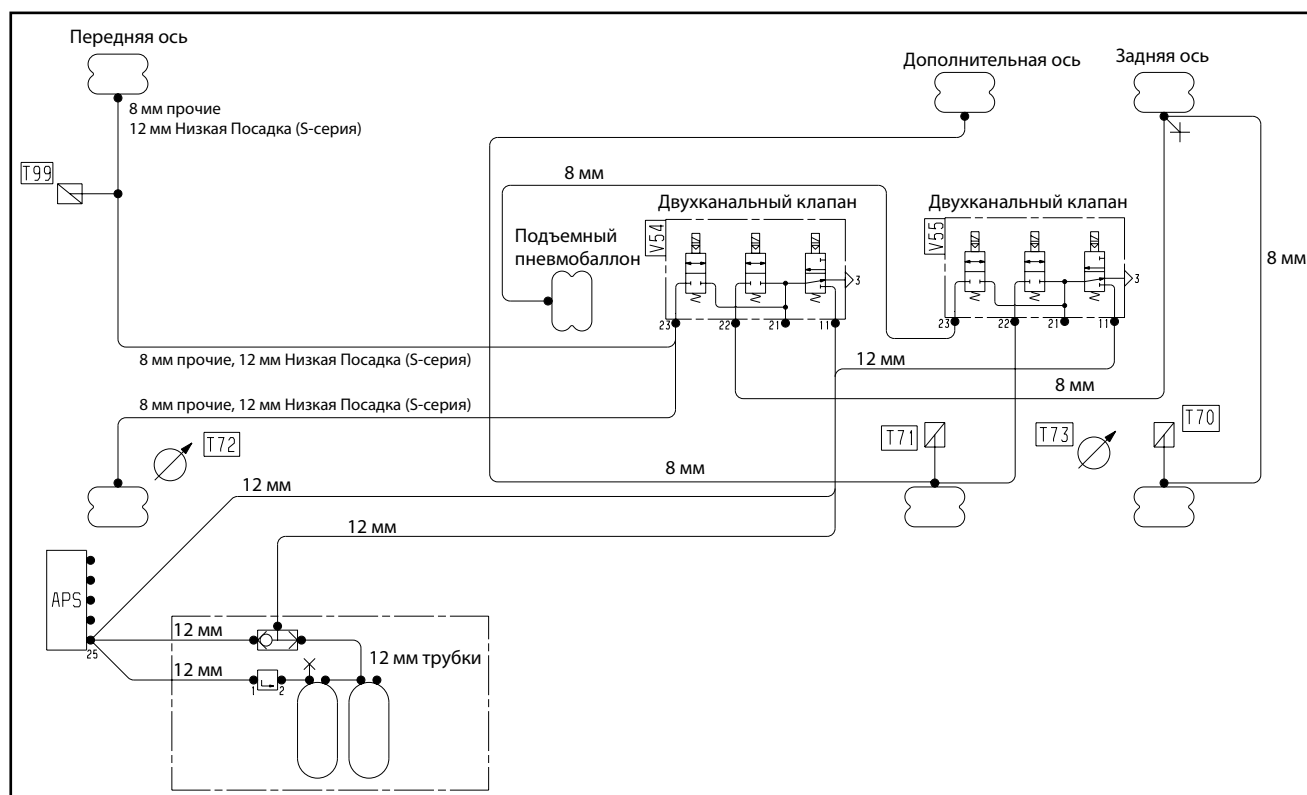 Передняя ось
Дополнительная ось
Задняя ось
8 мм прочие
12 мм Низкая Посадка (S-серия)
T99
8 мм
Двухканальный клапан
Двухканальный клапан
V54
V55
Подъемный
пневмобаллон
8 мм
3
3
23
22
21
11
23
22
21
11
8 мм прочие, 12 мм Низкая Посадка (S-серия)
12 мм
8 мм
8 мм прочие, 12 мм Низкая Посадка (S-серия)
T72
T71
T73
T70
8 мм
12 мм
12 мм
APS
25
12 мм
12 мм трубки
12 мм
1
2